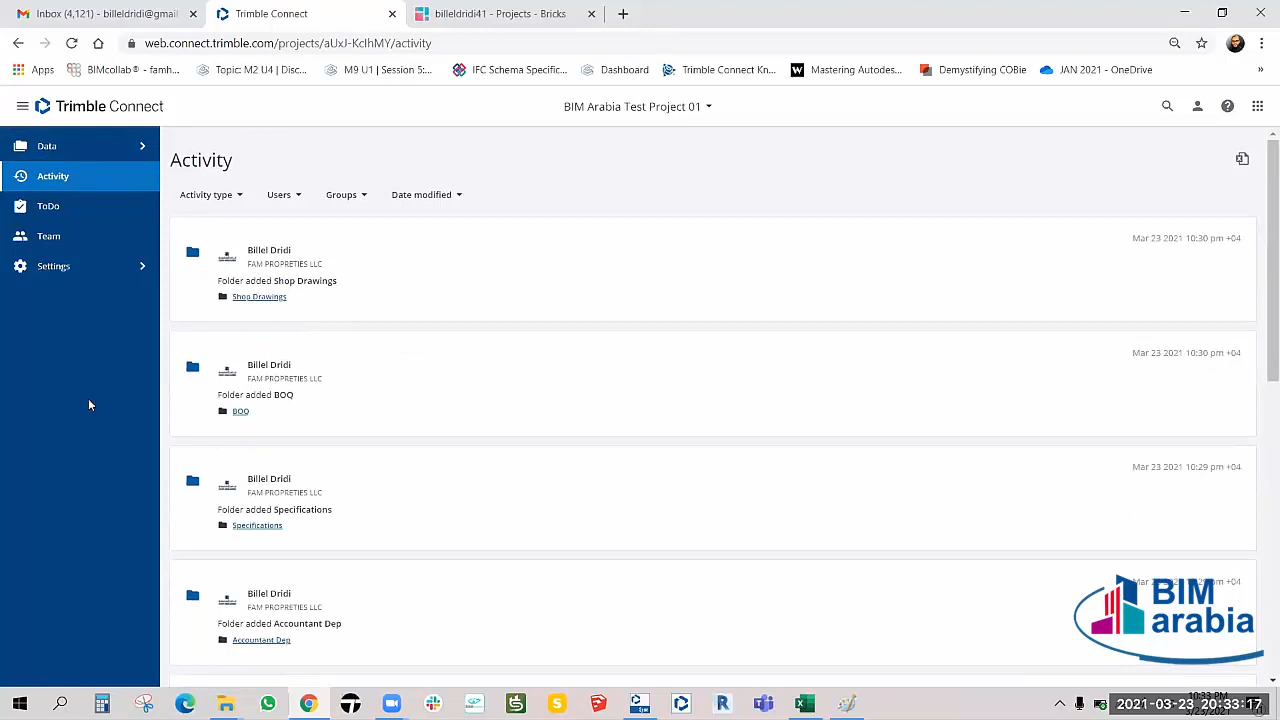 Inbox (4,121) - billeldridi@gmail
Trimble Connect
billeldridi41 - Projects - Bricks
web.connect.trimble.com/projects/aUxJ-KcIhMY/activity
Apps
BIMcollab® - famh...
Topic: M2 U4 | Disc...
M9 U1 | Session 5:...
IFC Schema Specific...
Dashboard
Trimble Connect Kn...
Mastering Autodes...
Demystifying COBie
JAN 2021 - OneDrive
Trimble Connect
BIM Arabia Test Project 01
Data
Activity
ToDo
Team
Settings
Activity
Activity type
Users
Groups
Date modified
Billel Dridi
FAM PROPRETIES LLC
Mar 23 2021 10:30 pm +04
Folder added Shop Drawings
Shop Drawings
Billel Dridi
FAM PROPRETIES LLC
Mar 23 2021 10:30 pm +04
Folder added BOQ
BOQ
Billel Dridi
FAM PROPRETIES LLC
Mar 23 2021 10:29 pm +04
Folder added Specifications
Specifications
Billel Dridi
FAM PROPRETIES LLC
Folder added Accountant Dep
Accountant Dep
BIM
arabia
2021-03-23 20:33:17